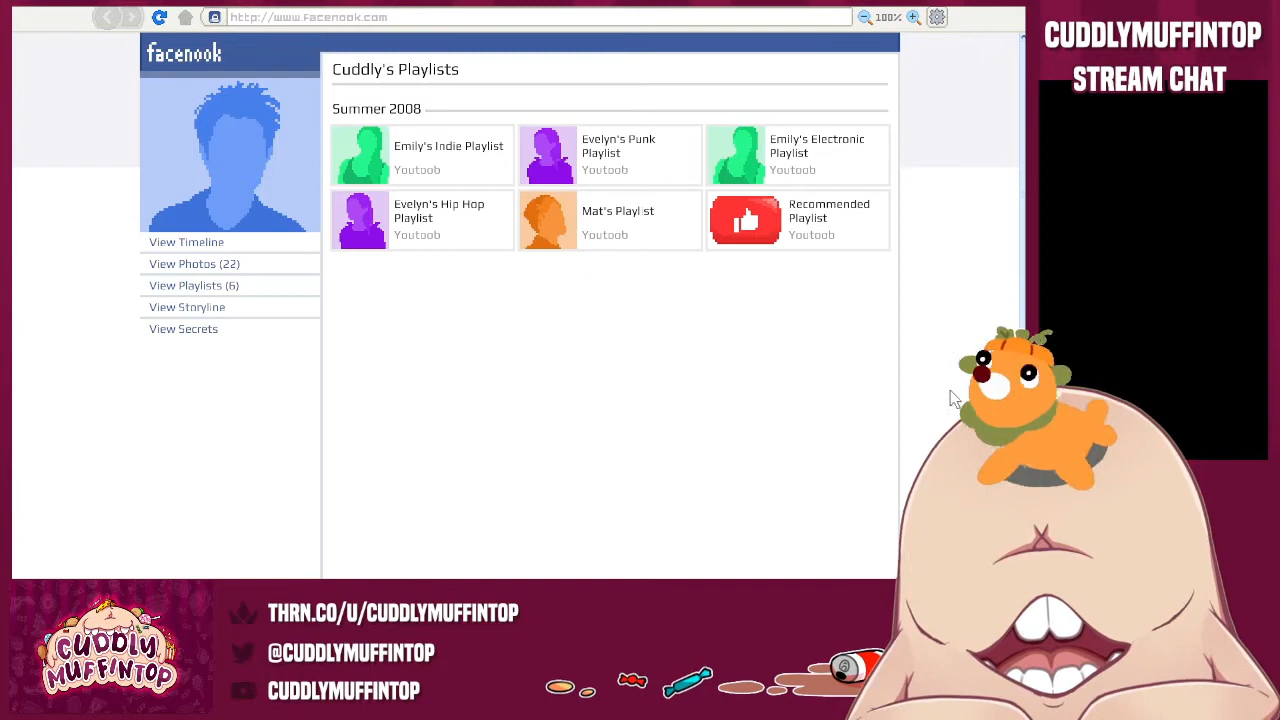 http://www.Facenook.com
100%
facenook
Cuddly's Playlists
Summer 2008
Emily's Indie Playlist
Youtoob
Evelyn's Punk
Playlist
Youtoob
Emily's Electronic
Playlist
Youtoob
Evelyn's Hip Hop
Playlist
Youtoob
Mat's Playlist
Youtoob
Recommended
Playlist
Youtoob
View Timeline
View Photos (22)
View Playlists (6)
View Storyline
View Secrets
CUDDLYMUFFINTOP
STREAM CHAT
CUDDLY
MUFFINTOP
THRN.CO/U/CUDDLYMUFFINTOP
@CUDDLYMUFFINTOP
CUDDLYMUFFINTOP